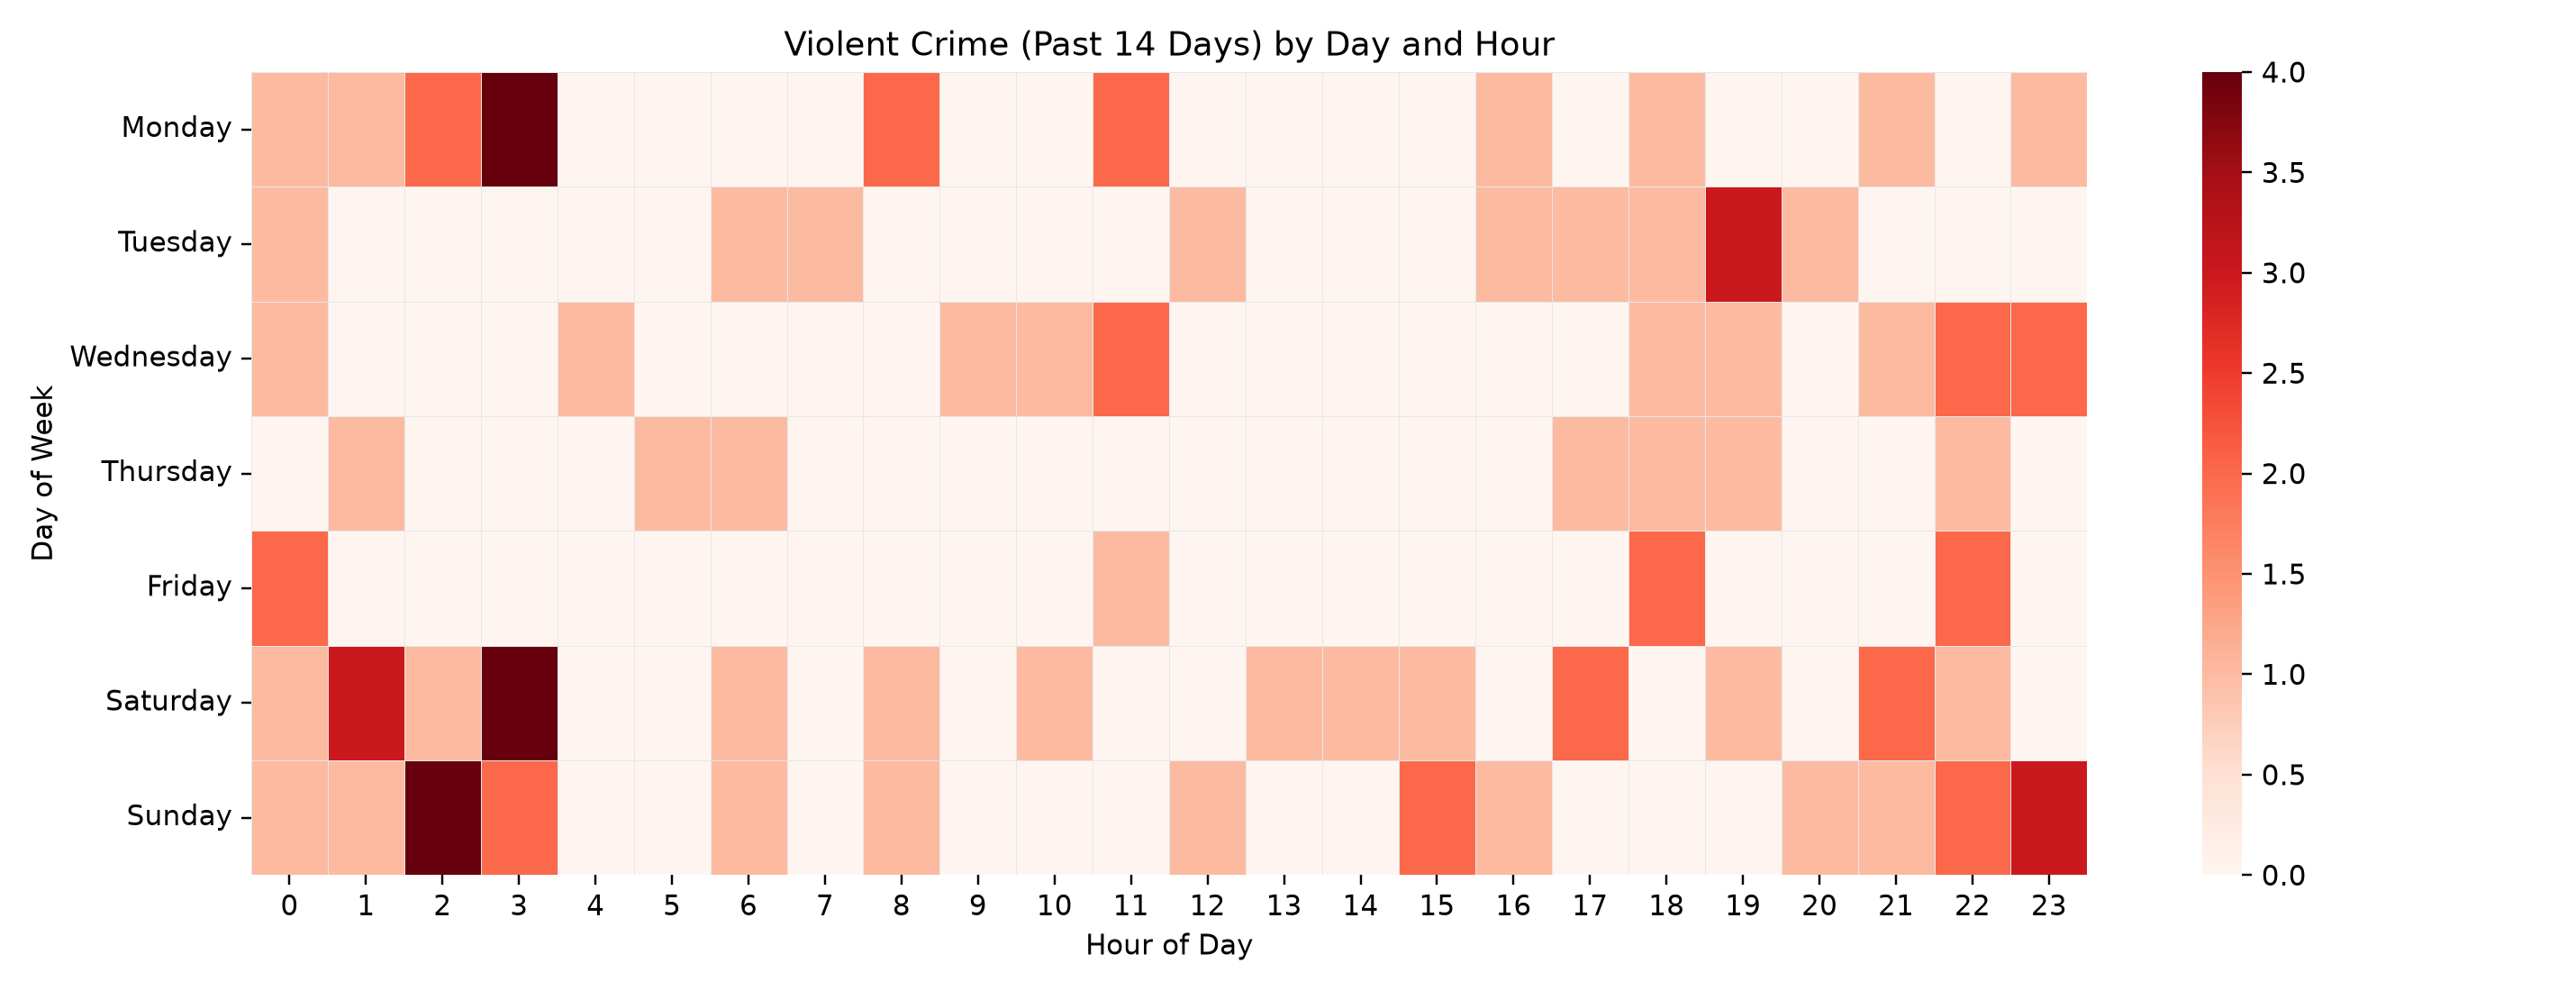 Violent Crime (Past 14 Days) by Day and Hour
Day of Week
Monday
Tuesday
Wednesday
Thursday
Friday
Saturday
Sunday
0 1 2 3 4 5 6 7 8 9 10 11 12 13 14 15 16 17 18 19 20 21 22 23
Hour of Day
4.0
3.5
3.0
2.5
2.0
1.5
1.0
0.5
0.0